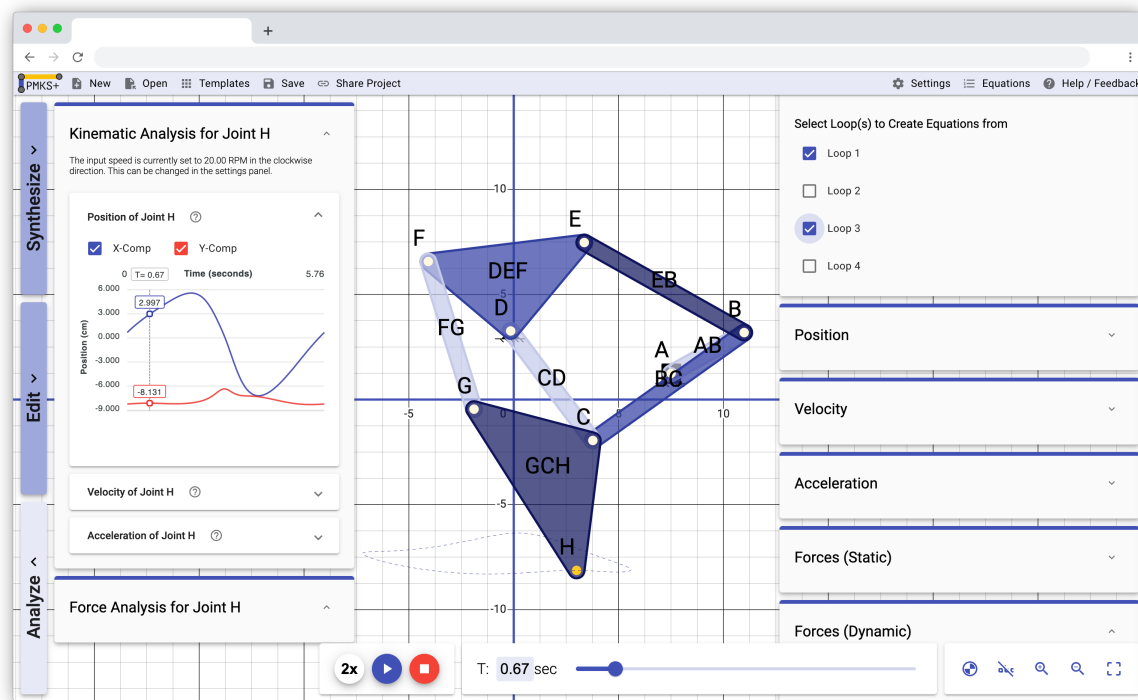 PMKS+
New
Open
Templates
Save
Share Project
Settings
Equations
Help / Feedback
Synthesize
Edit
Analyze
Kinematic Analysis for Joint H
The input speed is currently set to 20.00 RPM in the clockwise
direction. This can be changed in the settings panel.
Position of Joint H
X-Comp
Y-Comp
0
T= 0.67
Time (seconds)
5.76
Position (cm)
6.000
3.000
0.000
-3.000
-6.000
-9.000
2.997
-8.131
Velocity of Joint H
Acceleration of Joint H
Force Analysis for Joint H
10
5
-5
-10
-5
0
5
10
F
E
DEF
EB
D
B
FG
A
AB
BC
CD
G
C
GCH
H
2x
T: 0.67 sec
Select Loop(s) to Create Equations from
Loop 1
Loop 2
Loop 3
Loop 4
Position
Velocity
Acceleration
Forces (Static)
Forces (Dynamic)